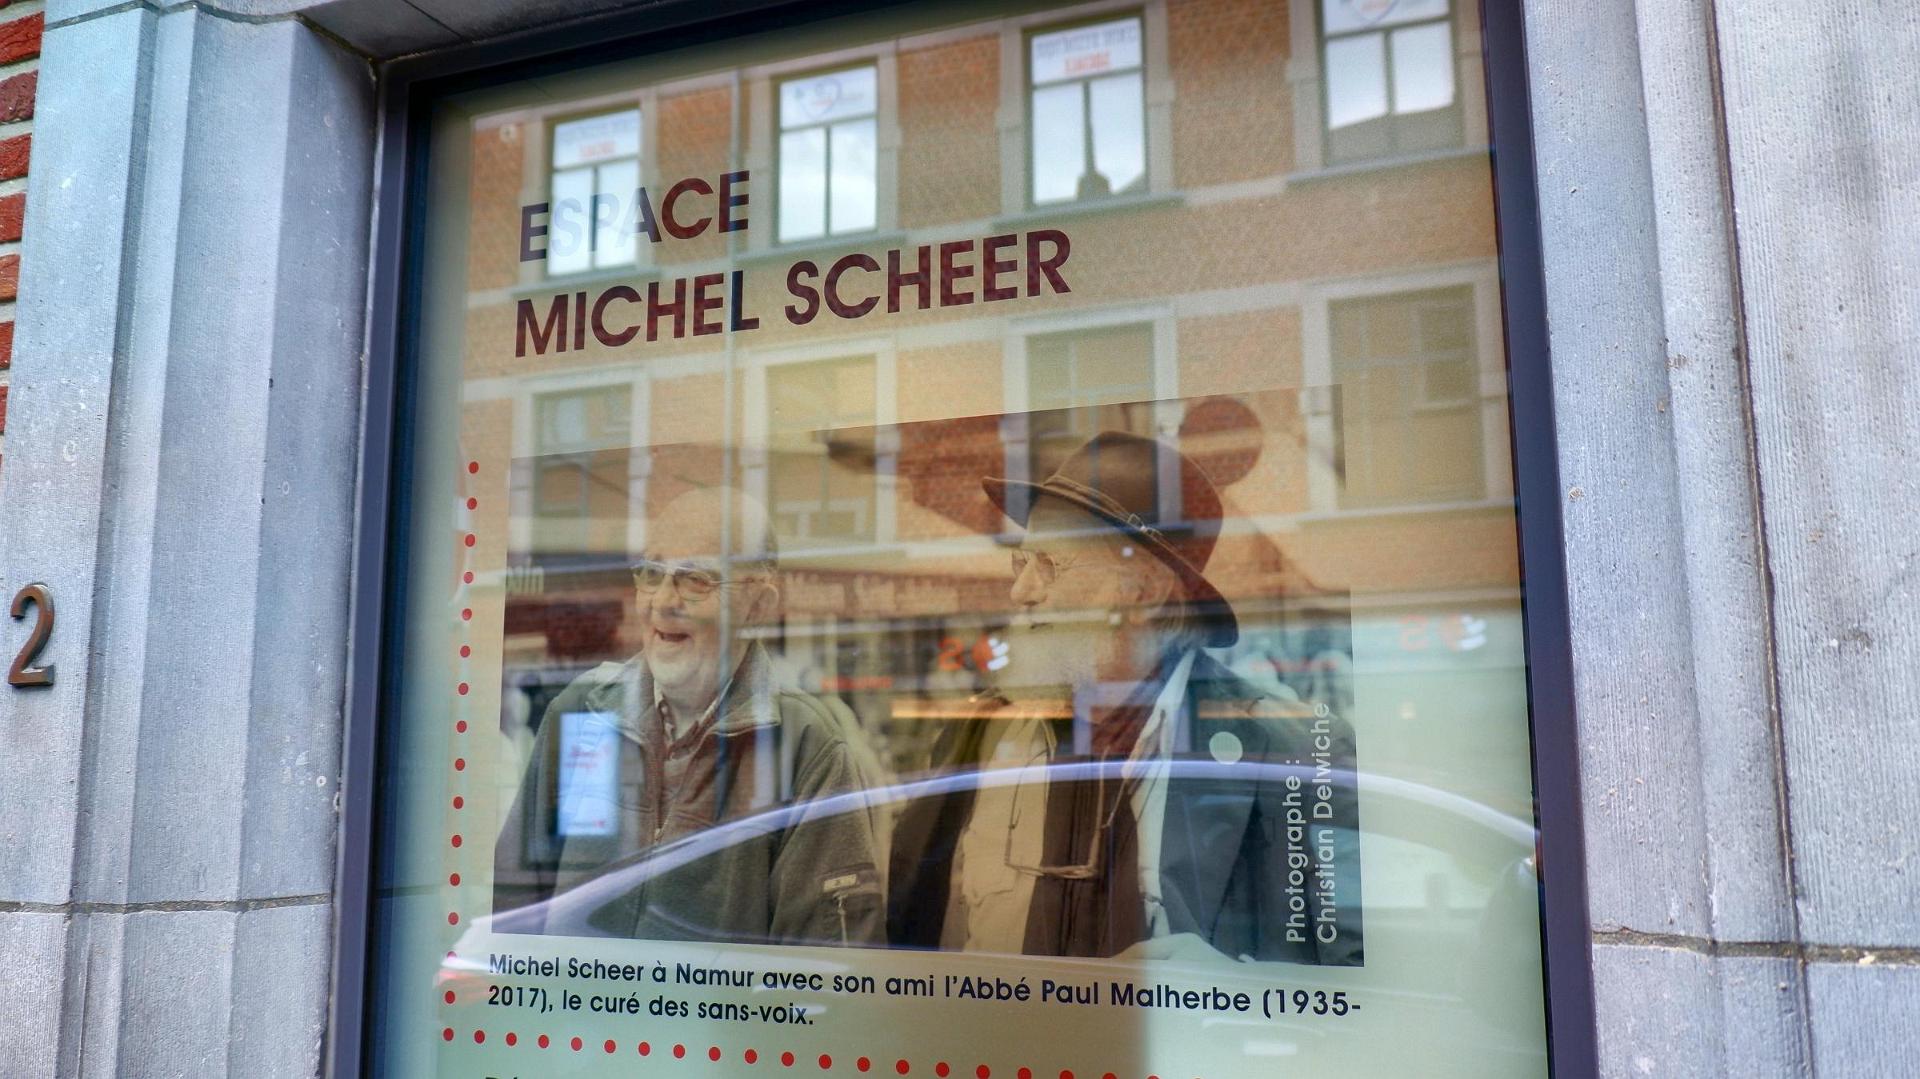 ESPACE
MICHEL SCHEER
2
Photographe :
Christian Delwiche
Michel Scheer à Namur avec son ami l'Abbé Paul Malherbe (1935-
2017), le curé des sans-voix.